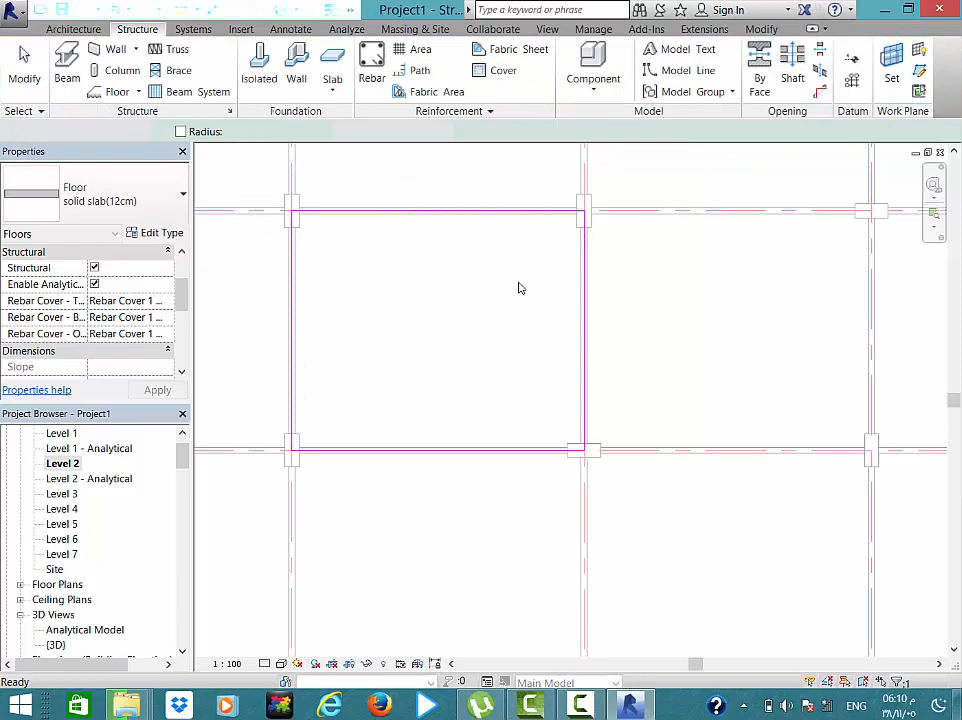 Project1 - Str...
Type a keyword or phrase
Sign In
Architecture Structure Systems Insert Annotate Analyze Massing & Site Collaborate View Manage Add-Ins Extensions Modify
Modify
Beam
Wall
Column
Floor
Truss
Brace
Beam System
Isolated
Wall
Slab
Rebar
Area
Path
Fabric Area
Fabric Sheet
Cover
Component
Model Text
Model Line
Model Group
By Face
Shaft
Set
Select Structure Foundation Reinforcement Model Opening Datum Work Plane
Radius:
Properties
Floor
solid slab(12cm)
Floors Edit Type
Structural
Structural
Enable Analytic...
Rebar Cover - T... Rebar Cover 1 ...
Rebar Cover - B... Rebar Cover 1 ...
Rebar Cover - O... Rebar Cover 1 ...
Dimensions
Slope
Properties help Apply
Project Browser - Project1
Level 1
Level 1 - Analytical
Level 2
Level 2 - Analytical
Level 3
Level 4
Level 5
Level 6
Level 7
Site
Floor Plans
Ceiling Plans
3D Views
Analytical Model
{3D}
1 : 100
Ready
:0
Main Model
:1
ENG
06:10 م
٣٨/١٤/٠٥